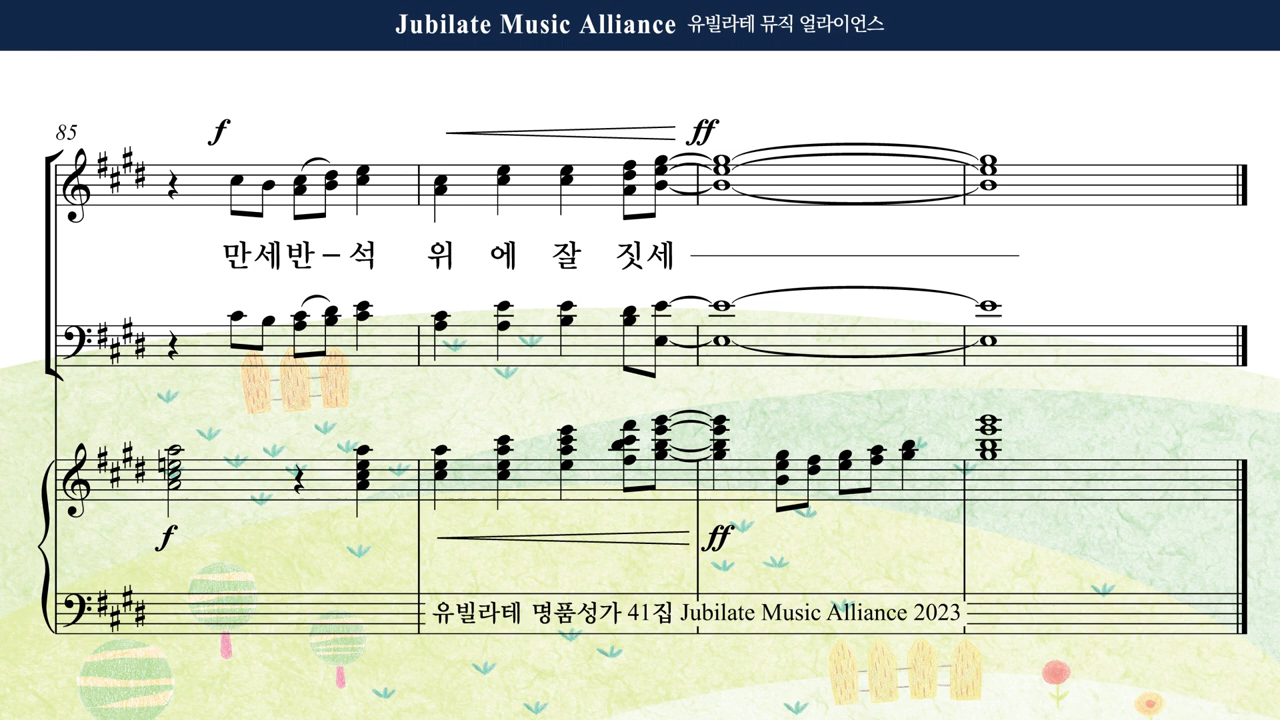 Jubilate Music Alliance 유빌라테 뮤직 얼라이언스
85
f
ff
만세반–석 위 에 잘 짓세
f
ff
유빌라테 명품성가 41집 Jubilate Music Alliance 2023